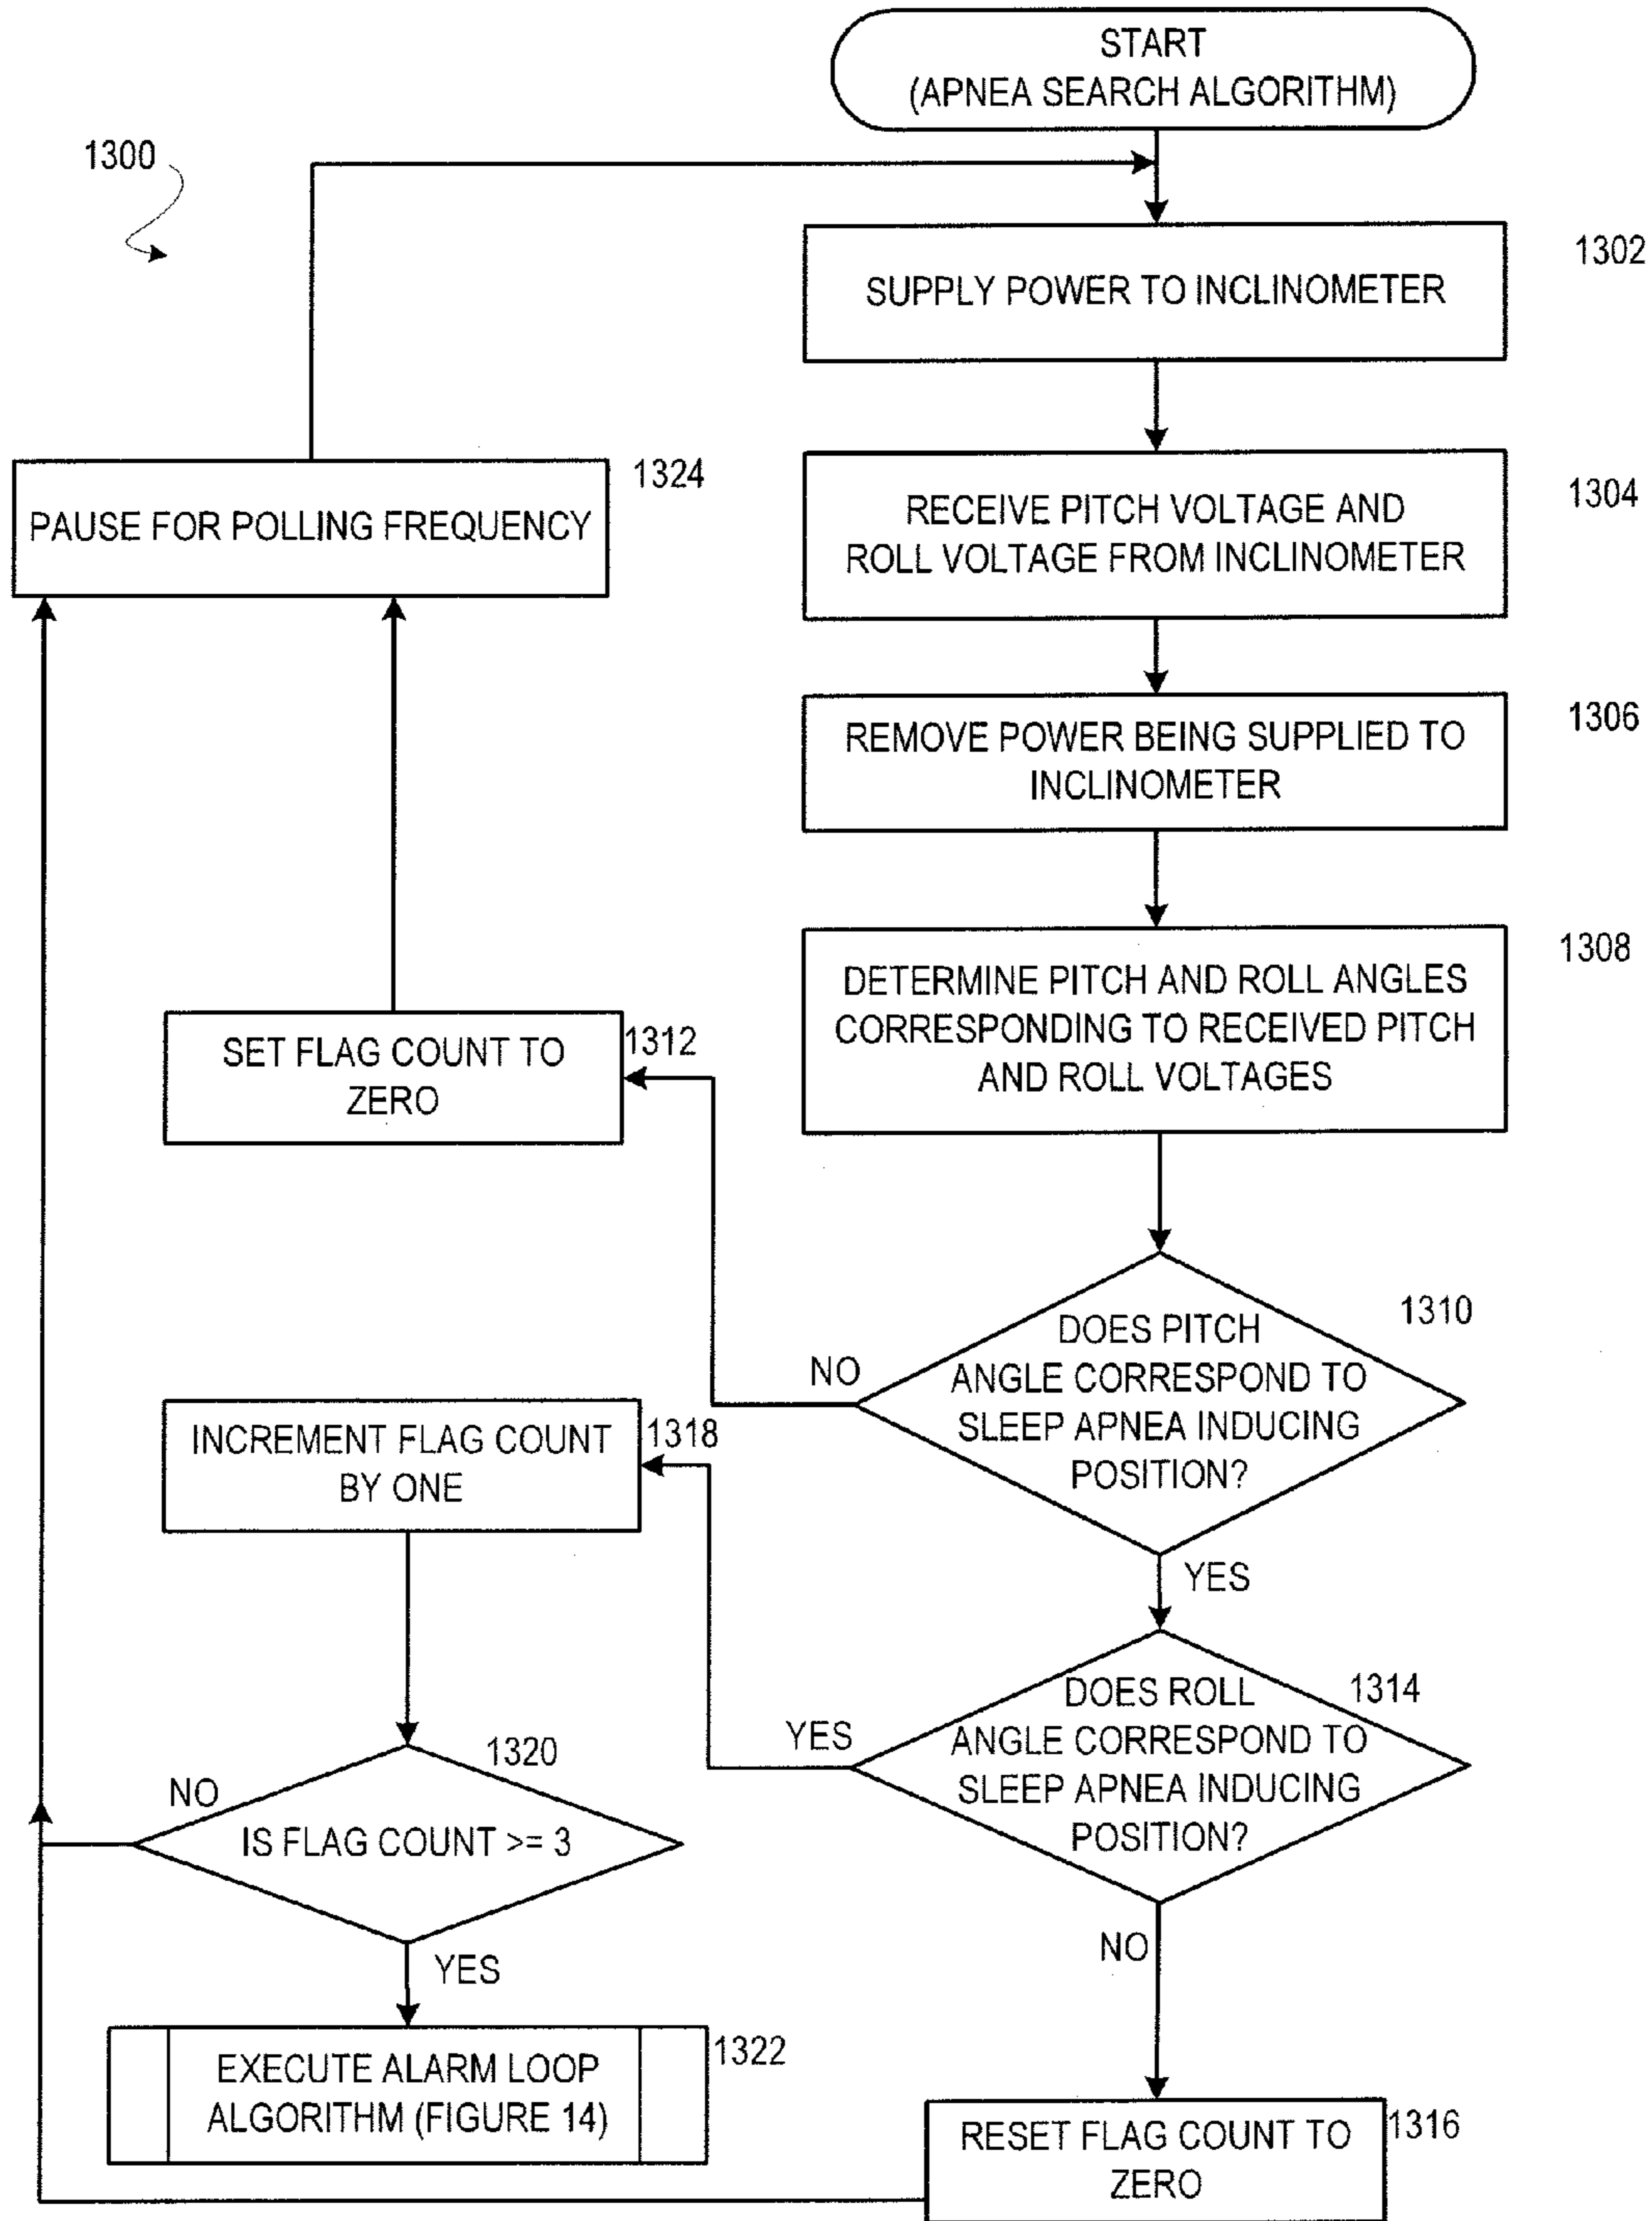 START
(APNEA SEARCH ALGORITHM)
1300
1302
SUPPLY POWER TO INCLINOMETER
1324
PAUSE FOR POLLING FREQUENCY
1304
RECEIVE PITCH VOLTAGE AND
ROLL VOLTAGE FROM INCLINOMETER
1306
REMOVE POWER BEING SUPPLIED TO
INCLINOMETER
1308
DETERMINE PITCH AND ROLL ANGLES
CORRESPONDING TO RECEIVED PITCH
AND ROLL VOLTAGES
1312
SET FLAG COUNT TO
ZERO
1310
DOES PITCH
ANGLE CORRESPOND TO
SLEEP APNEA INDUCING
POSITION?
NO
YES
1318
INCREMENT FLAG COUNT
BY ONE
1314
DOES ROLL
ANGLE CORRESPOND TO
SLEEP APNEA INDUCING
POSITION?
YES
NO
1320
NO
IS FLAG COUNT >= 3
YES
1322
EXECUTE ALARM LOOP
ALGORITHM (FIGURE 14)
1316
RESET FLAG COUNT TO
ZERO